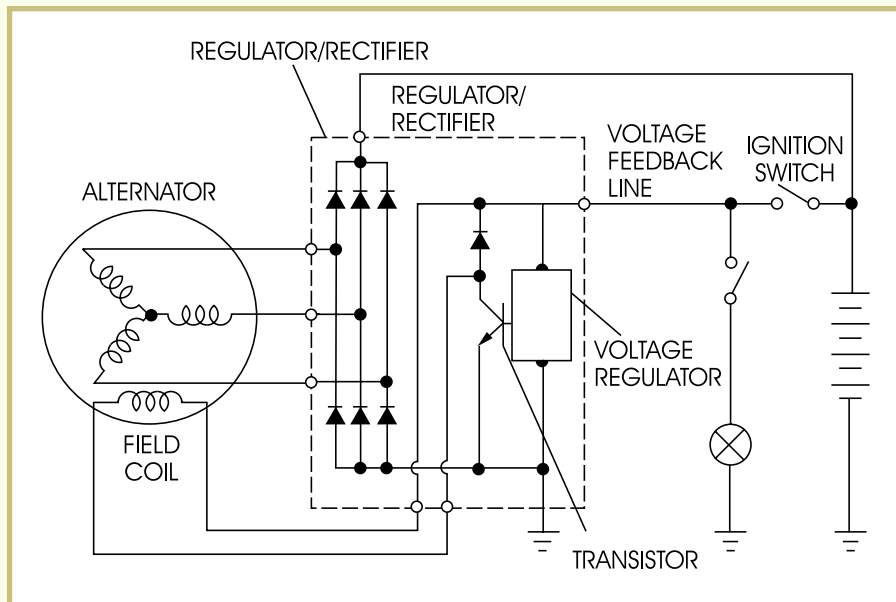 REGULATOR/RECTIFIER
REGULATOR/
RECTIFIER
VOLTAGE
FEEDBACK
LINE
IGNITION
SWITCH
ALTERNATOR
VOLTAGE
REGULATOR
FIELD
COIL
TRANSISTOR